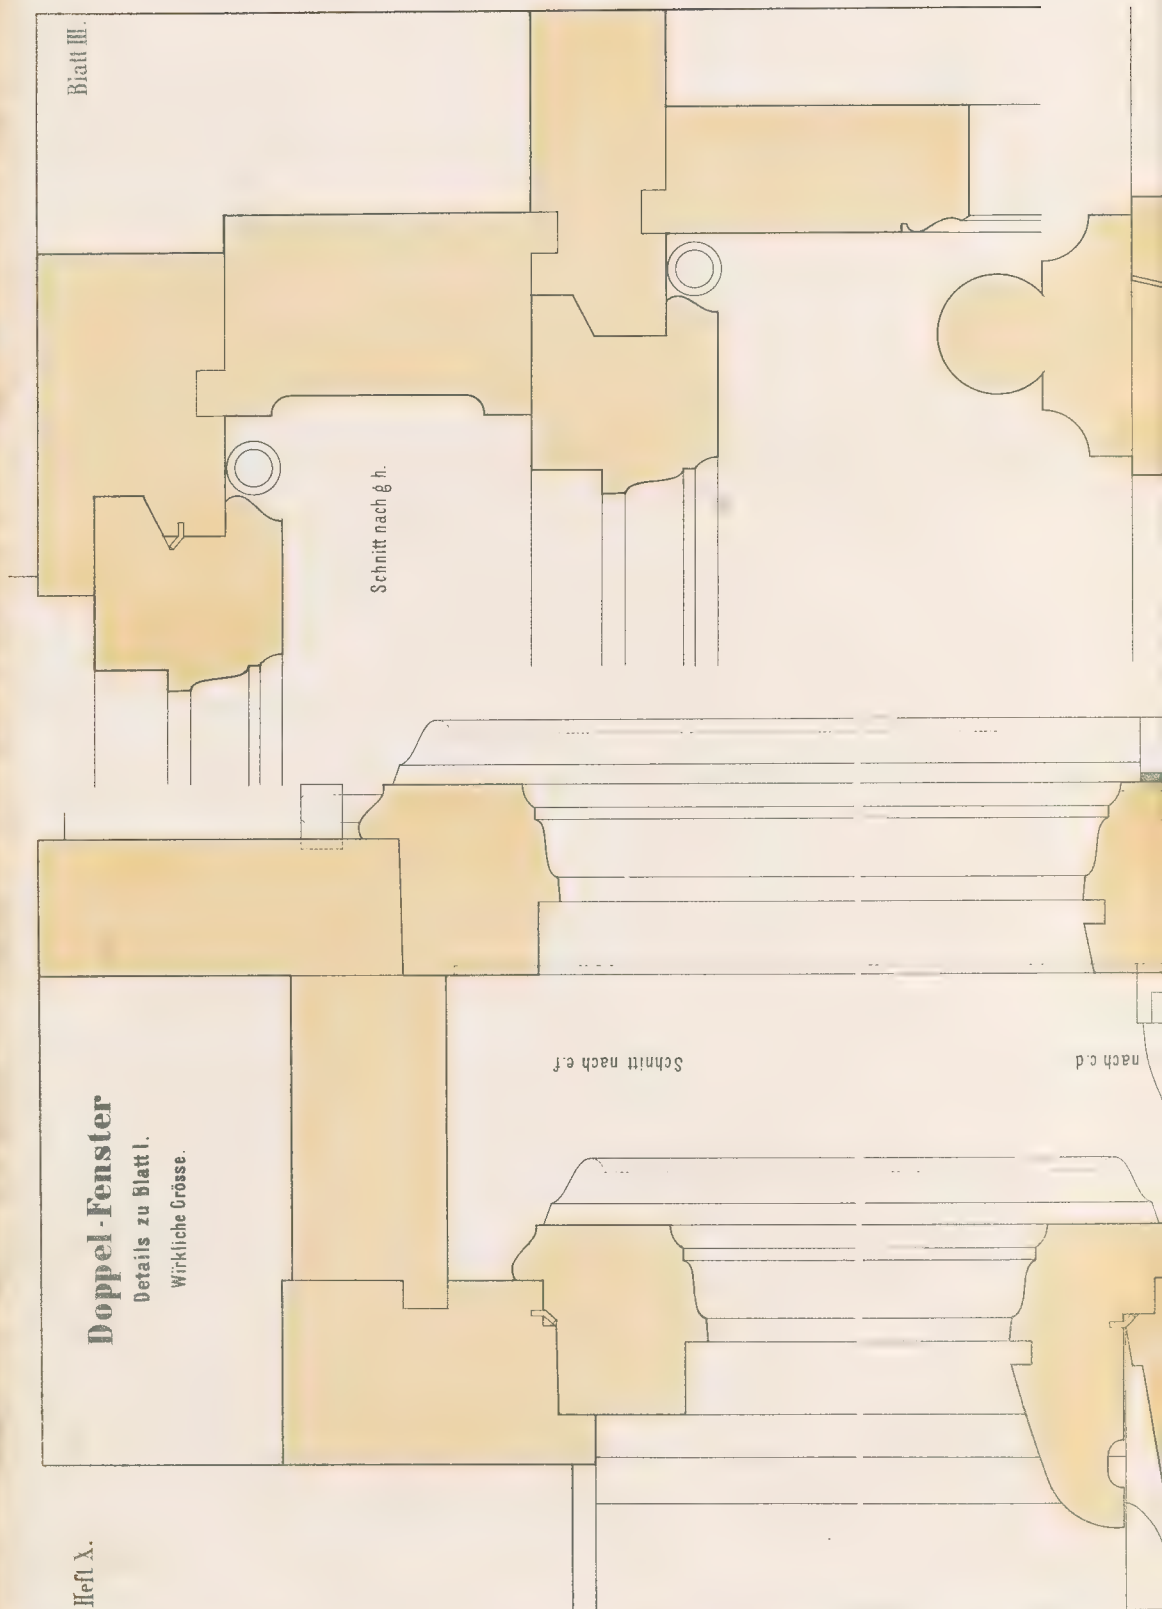 Heft X.
Blatt III.
Doppel-Fenster
Details zu Blatt I.
Wirkliche Grösse.
Schnitt nach g h.
Schnitt nach e.f
nach c.d